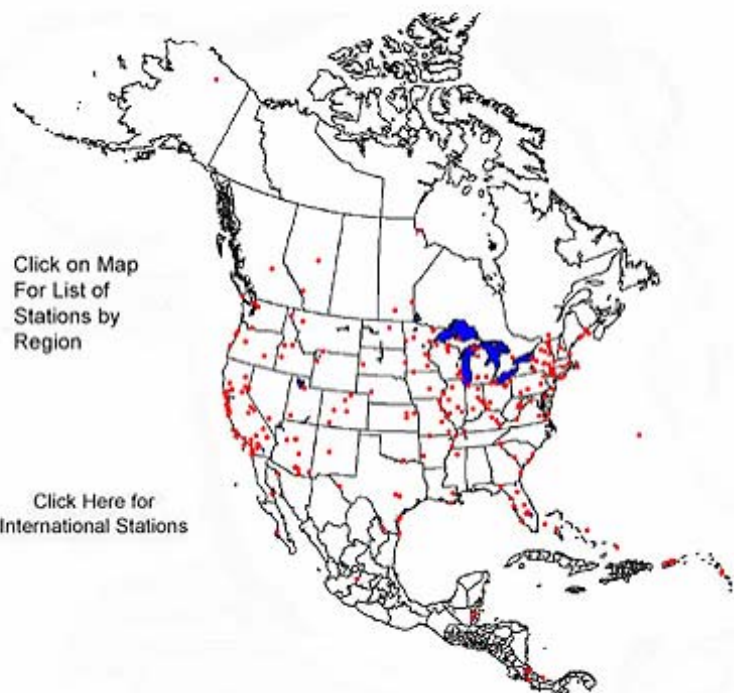 Click on Map
For List of
Stations by
Region
Click Here for
International Stations